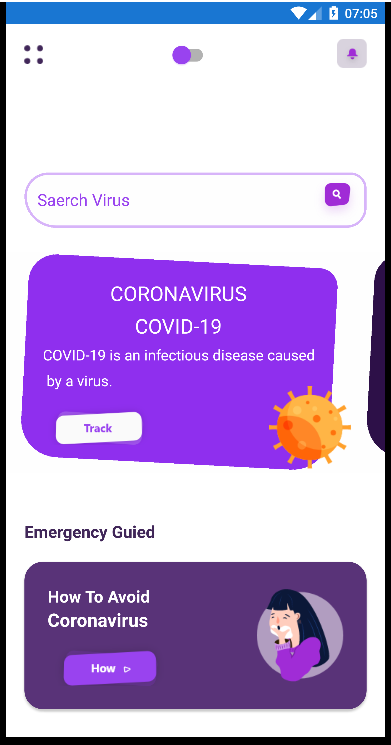 07:05
Saerch Virus
CORONAVIRUS
COVID-19
COVID-19 is an infectious disease caused
by a virus.
Track
Emergency Guied
How To Avoid
Coronavirus
How